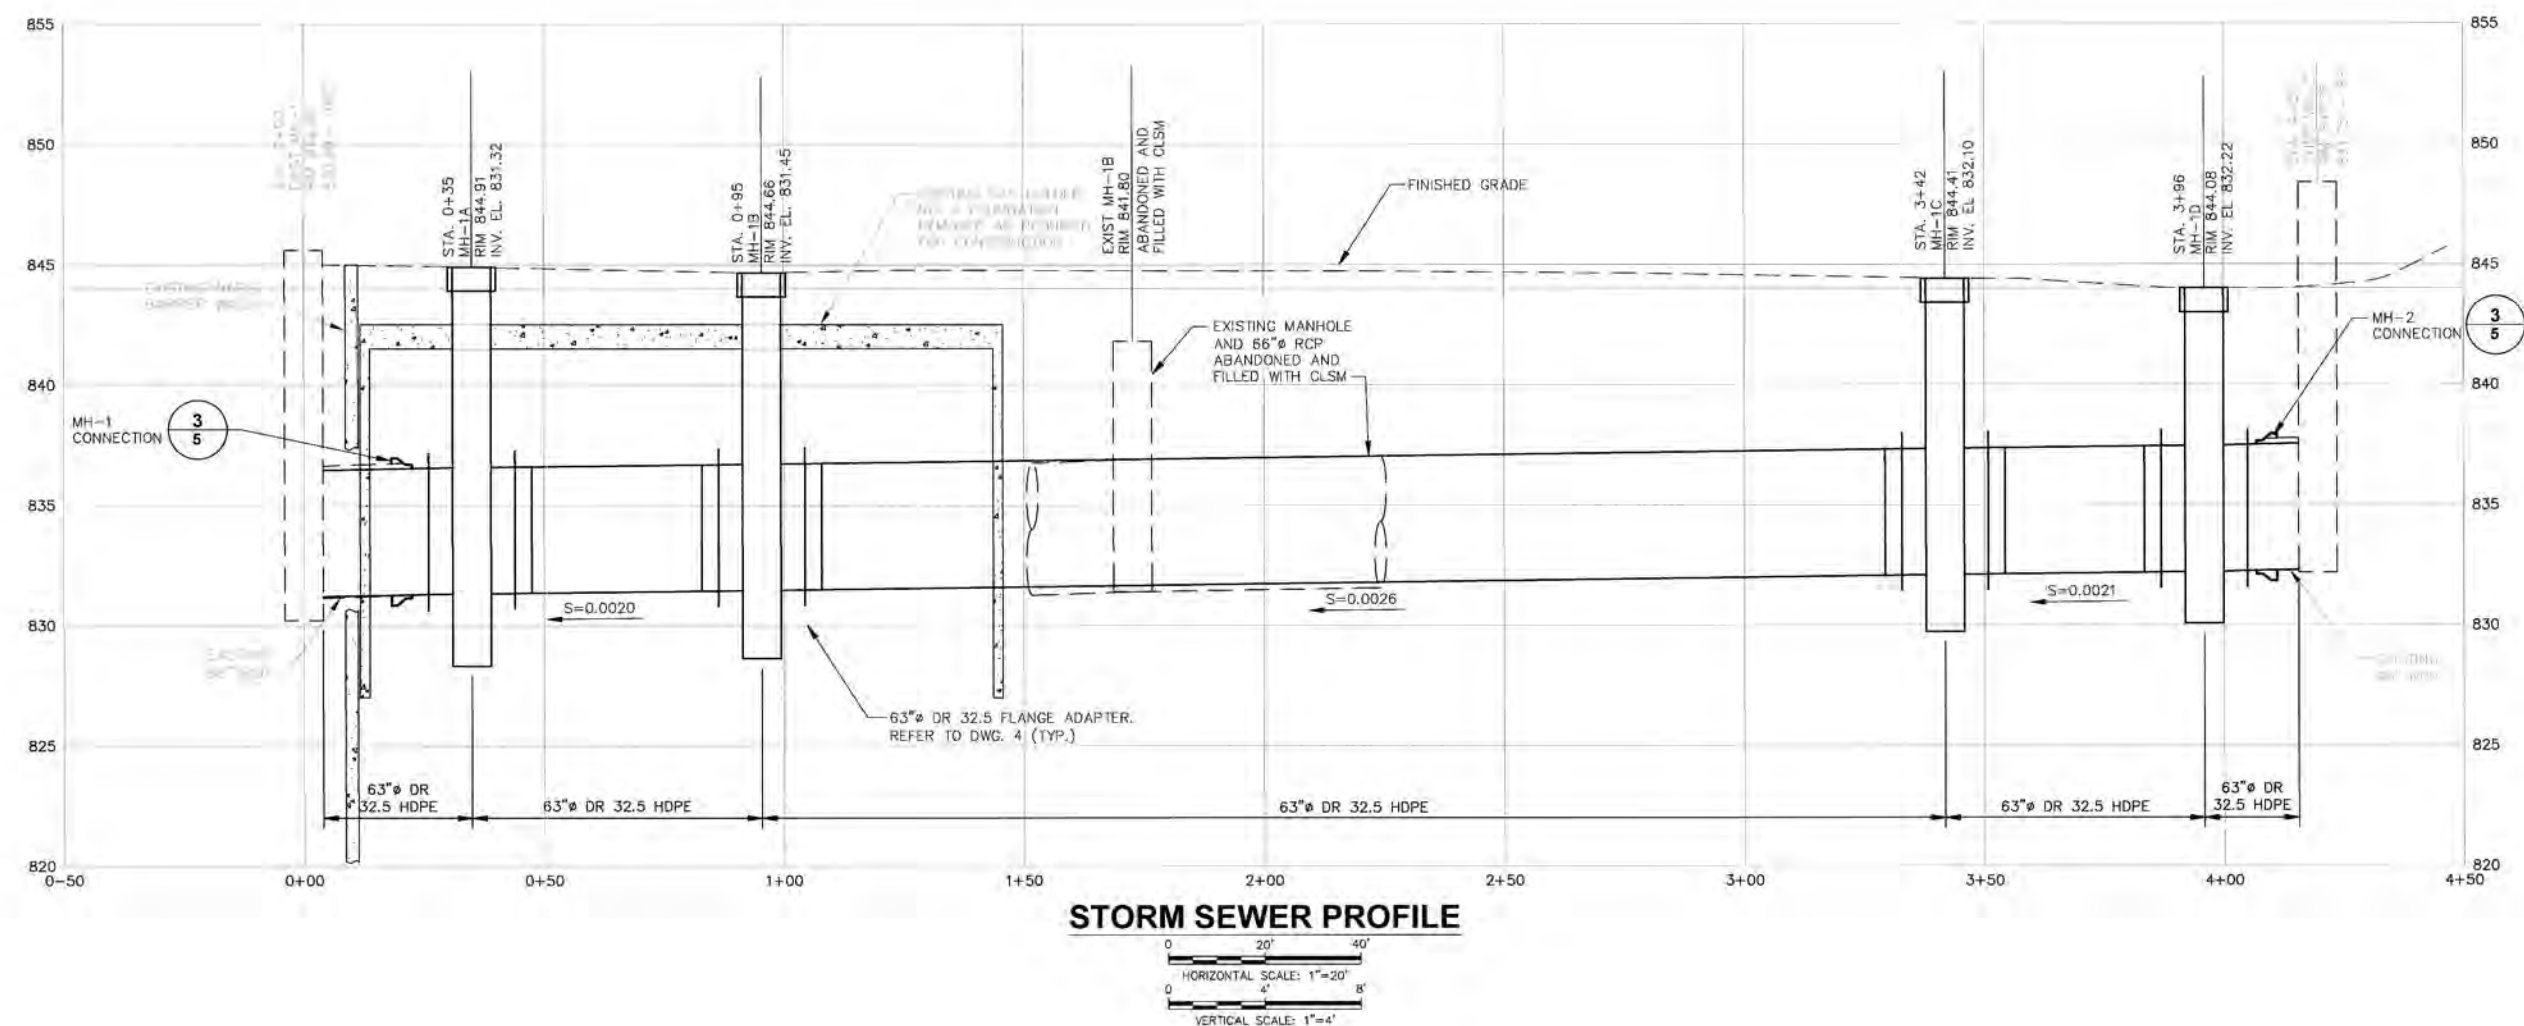 855
855
850
850
845
845
840
840
835
835
830
830
825
825
820
820
0-50
0+00
0+50
1+00
1+50
2+00
2+50
3+00
3+50
4+00
4+50
STA. 0+35
MH-1A
RIM 844.91
INV. EL. 831.32
STA. 0+95
MH-1B
RIM 844.66
INV. EL. 831.45
EXIST MH-1B
RIM 841.80
ABANDONED AND
FILLED WITH CLSM
FINISHED GRADE
STA. 3+42
MH-1C
RIM 844.41
INV. EL 832.10
STA. 3+96
MH-1D
RIM 844.08
INV. EL 832.22
EXISTING MANHOLE
AND 66"ø RCP
ABANDONED AND
FILLED WITH CLSM
MH-2
CONNECTION
3
5
MH-1
CONNECTION
3
5
S=0.0020
S=0.0026
S=0.0021
63"ø DR 32.5 FLANGE ADAPTER.
REFER TO DWG. 4 (TYP.)
63"ø DR
32.5 HDPE
63"ø DR 32.5 HDPE
63"ø DR 32.5 HDPE
63"ø DR 32.5 HDPE
63"ø DR
32.5 HDPE
STORM SEWER PROFILE
0 20' 40'
HORIZONTAL SCALE: 1"=20'
0 4' 8'
VERTICAL SCALE: 1"=4'